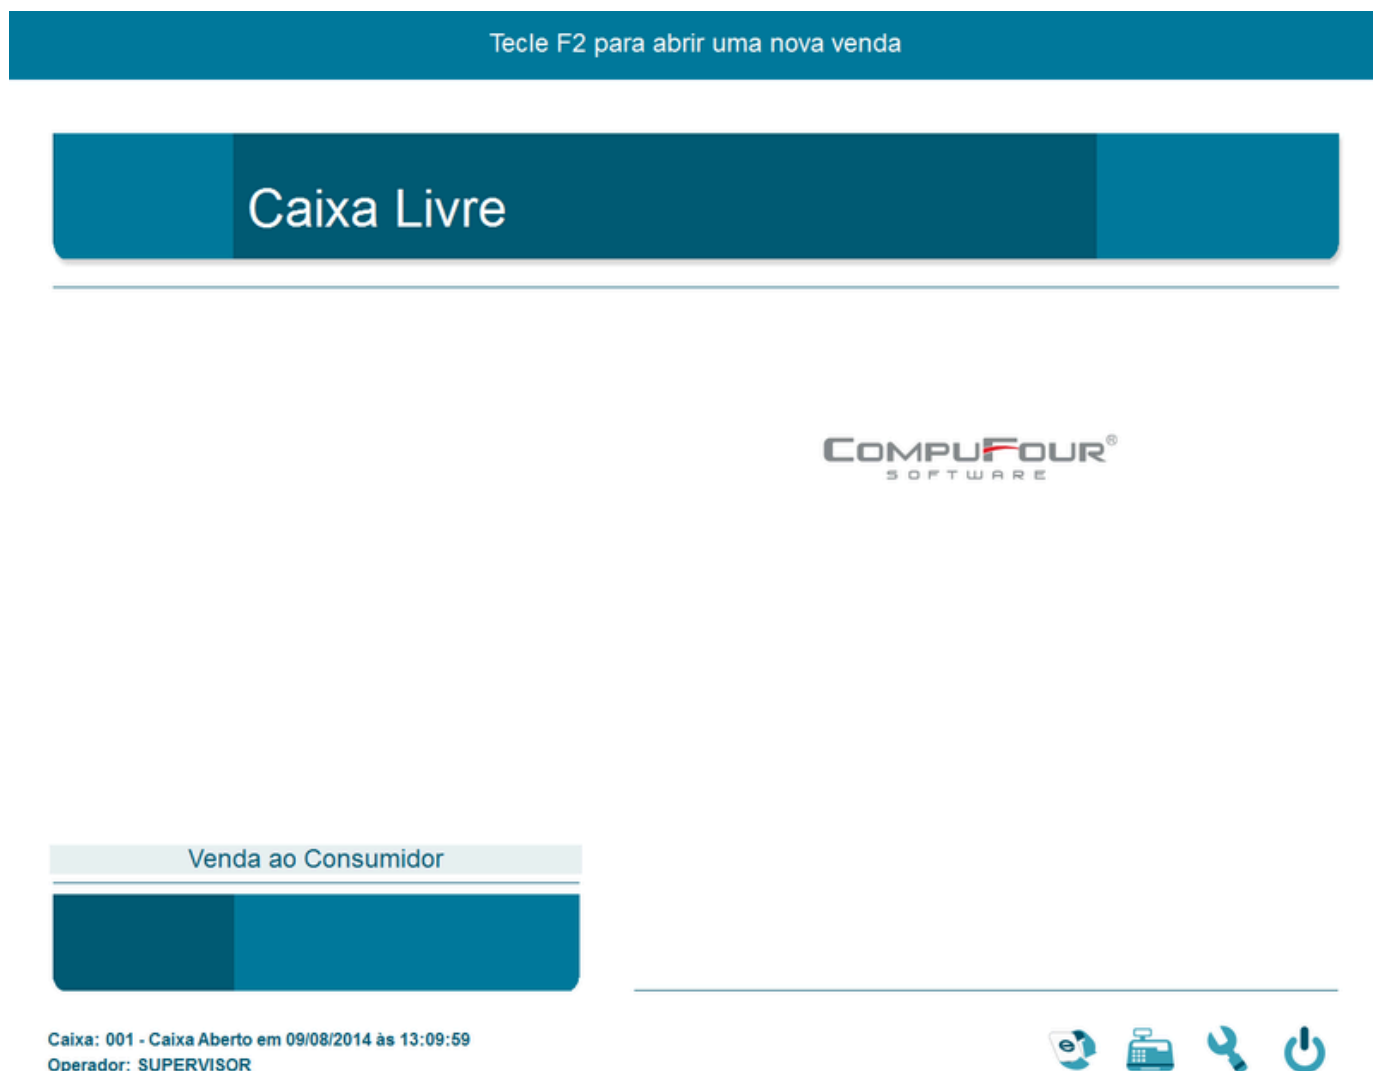 Tecle F2 para abrir uma nova venda
Caixa Livre
COMPUFOUR®
SOFTWARE
Venda ao Consumidor
Caixa: 001 - Caixa Aberto em 09/08/2014 às 13:09:59
Operador: SUPERVISOR